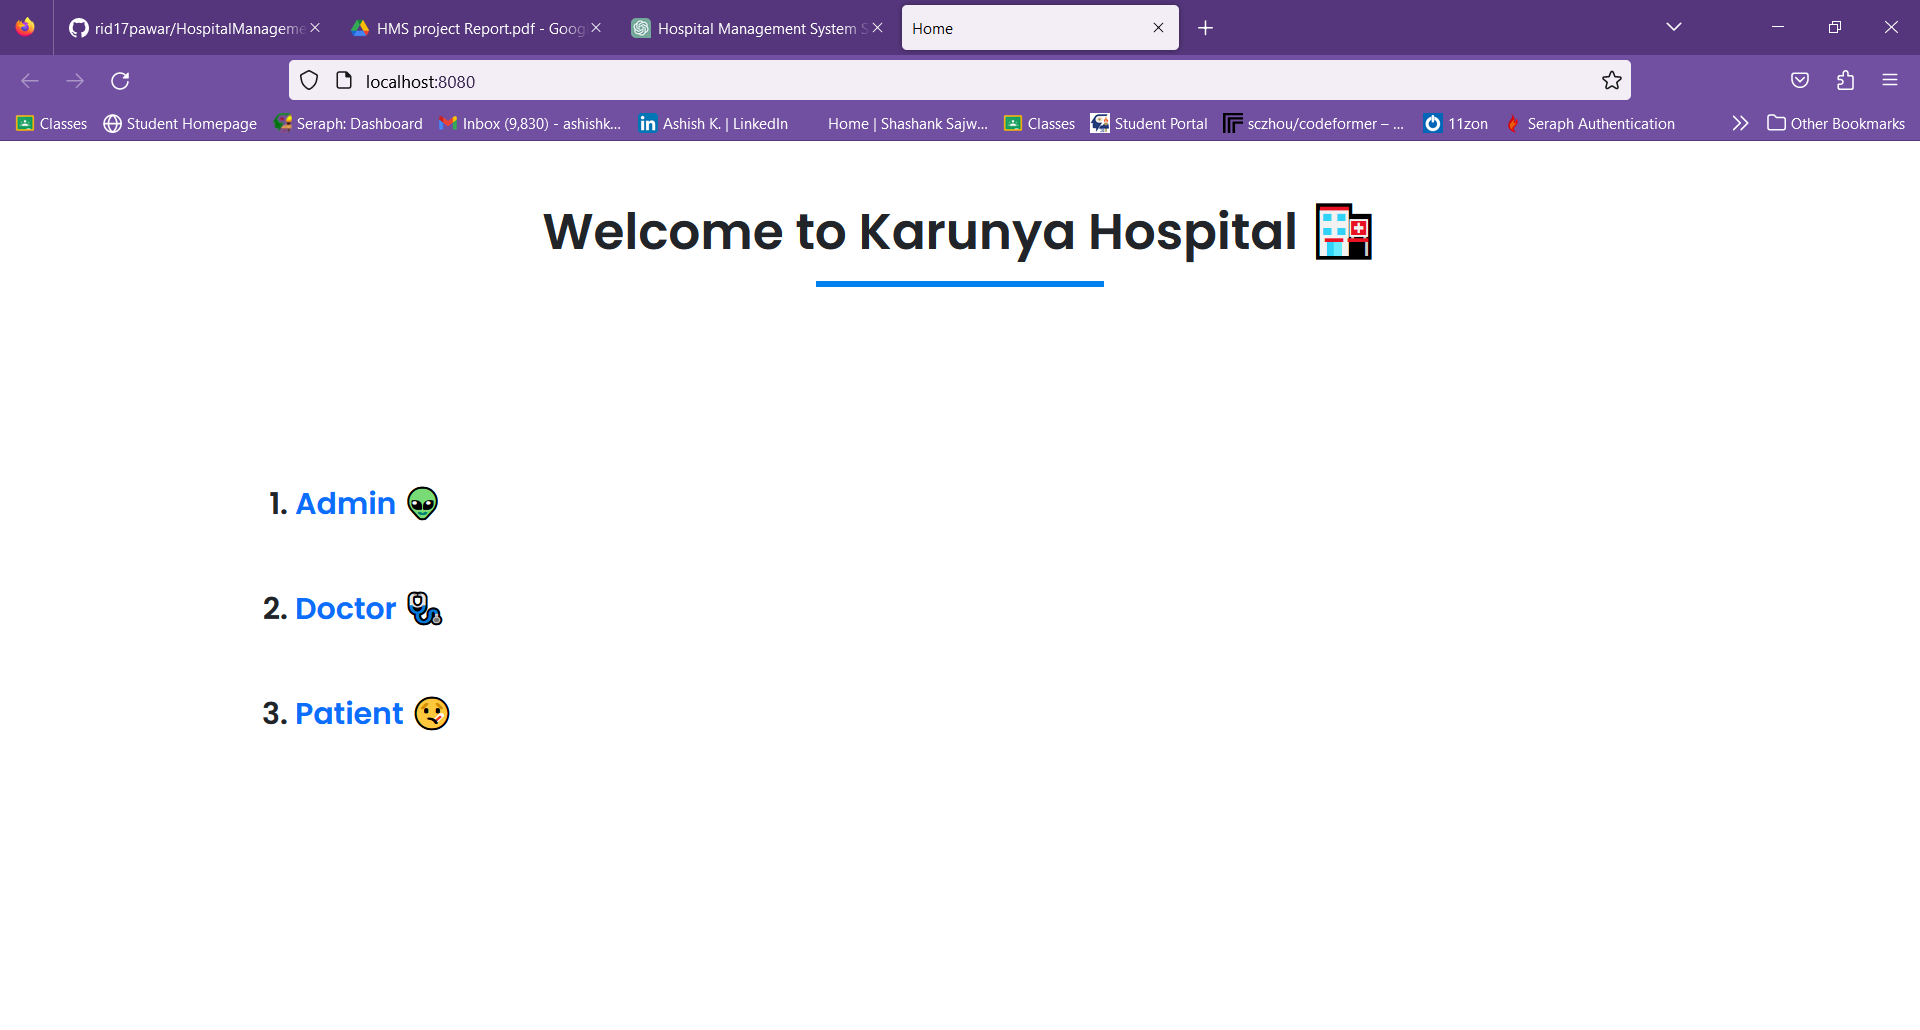 rid17pawar/HospitalManageme
HMS project Report.pdf - Goog
Hospital Management System S
Home
localhost:8080
Classes
Student Homepage
Seraph: Dashboard
Inbox (9,830) - ashishk...
Ashish K. | LinkedIn
Home | Shashank Sajw...
Classes
Student Portal
sczhou/codeformer – ...
11zon
Seraph Authentication
Other Bookmarks
Welcome to Karunya Hospital 🏥
1. Admin 👽
2. Doctor 🩺
3. Patient 🤒